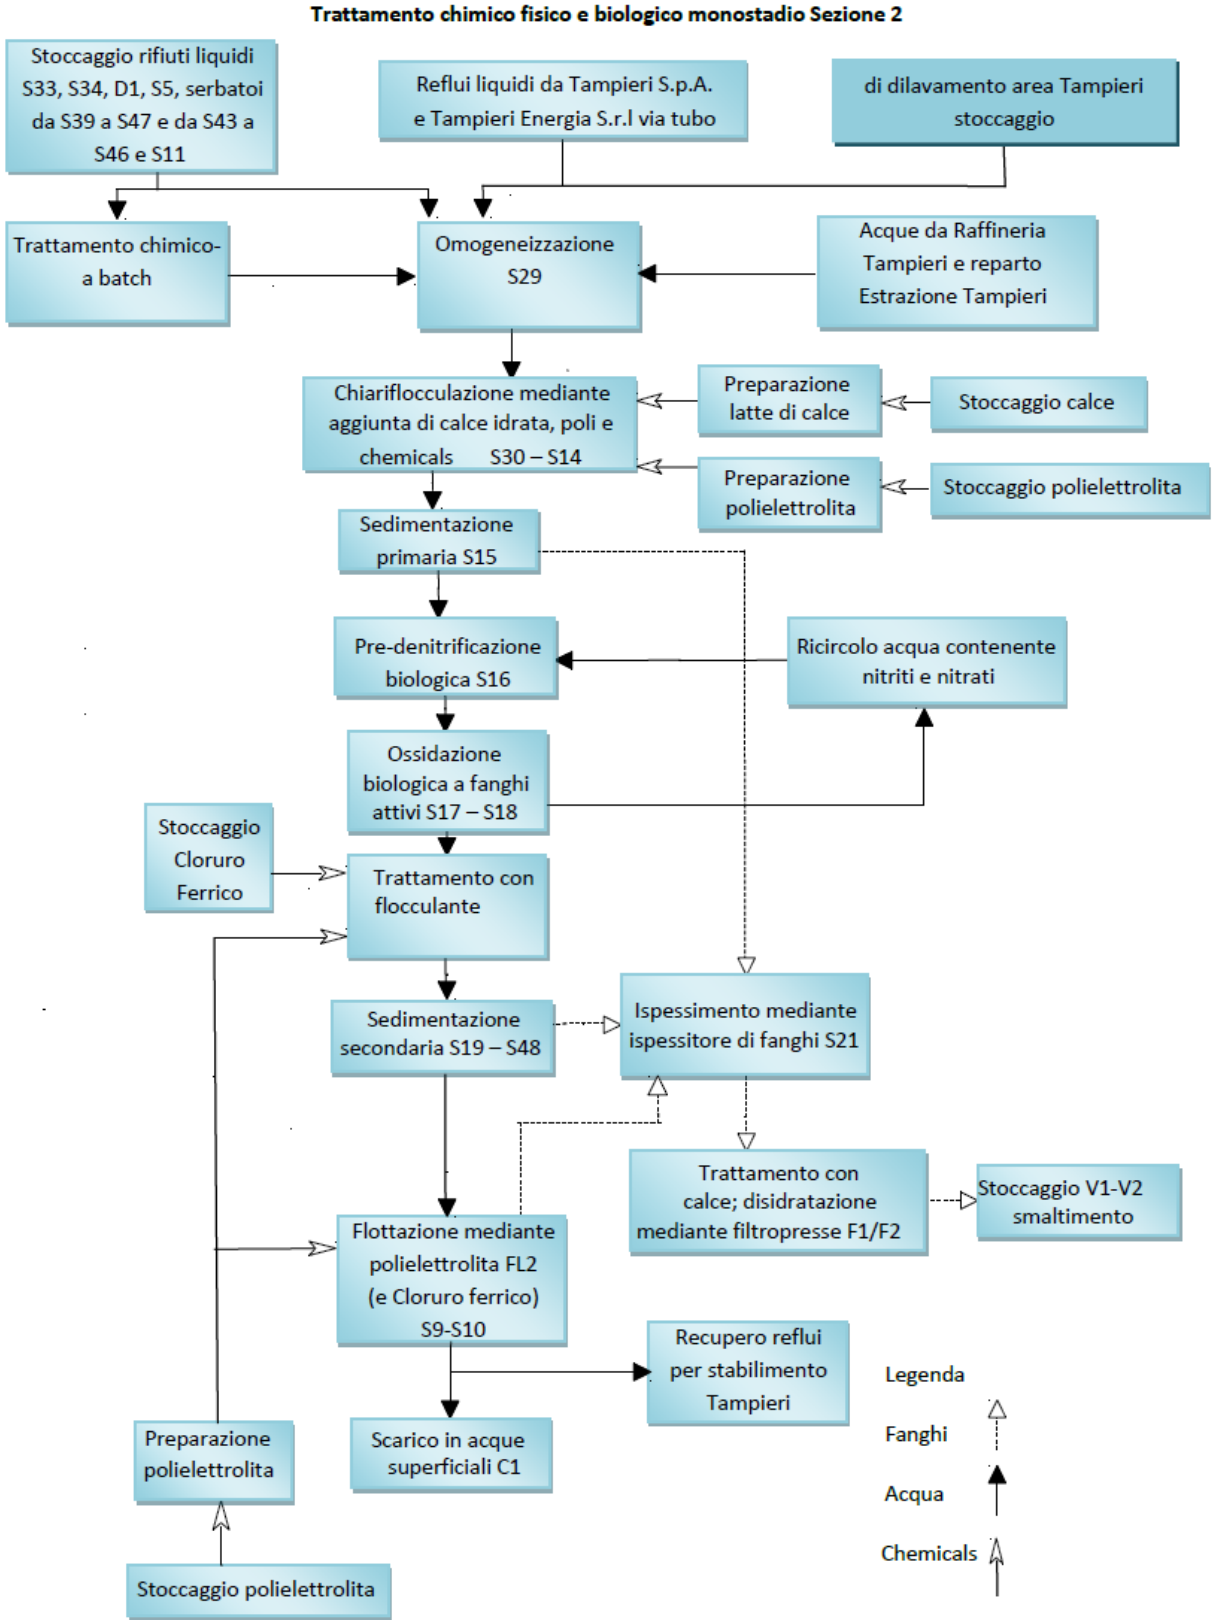 Trattamento chimico fisico e biologico monostadio Sezione 2
Stoccaggio rifiuti liquidi
S33, S34, D1, S5, serbatoi
da S39 a S47 e da S43 a
S46 e S11
Reflui liquidi da Tampieri S.p.A.
e Tampieri Energia S.r.l via tubo
di dilavamento area Tampieri
stoccaggio
Trattamento chimico-
a batch
Omogeneizzazione
S29
Acque da Raffineria
Tampieri e reparto
Estrazione Tampieri
Chiariflocculazione mediante
aggiunta di calce idrata, poli e
chemicals S30 – S14
Preparazione
latte di calce
Stoccaggio calce
Preparazione
polielettrolita
Stoccaggio polielettrolita
Sedimentazione
primaria S15
Pre-denitrificazione
biologica S16
Ricircolo acqua contenente
nitriti e nitrati
Ossidazione
biologica a fanghi
attivi S17 – S18
Stoccaggio
Cloruro
Ferrico
Trattamento con
flocculante
Sedimentazione
secondaria S19 – S48
Ispessimento mediante
ispessitore di fanghi S21
Trattamento con
calce; disidratazione
mediante filtropresse F1/F2
Stoccaggio V1-V2
smaltimento
Flottazione mediante
polielettrolita FL2
(e Cloruro ferrico)
S9-S10
Recupero reflui
per stabilimento
Tampieri
Scarico in acque
superficiali C1
Preparazione
polielettrolita
Stoccaggio polielettrolita
Legenda
Fanghi
Acqua
Chemicals